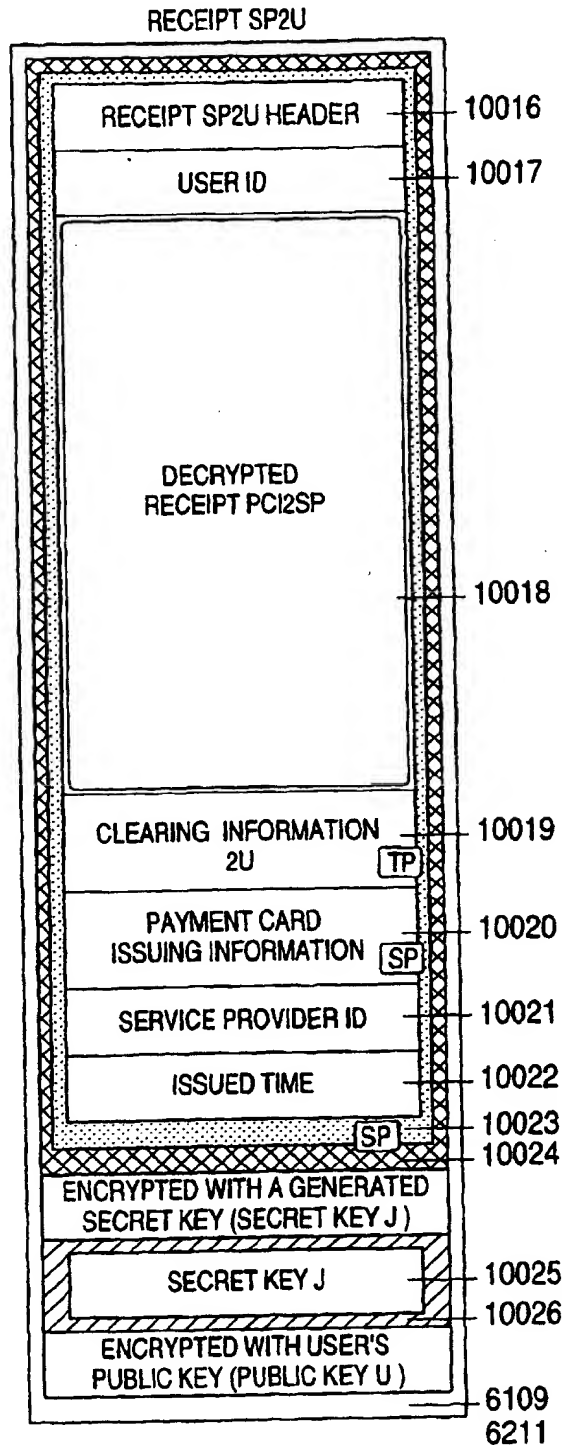 RECEIPT SP2U
RECEIPT SP2U HEADER
10016
USER ID
10017
DECRYPTED
RECEIPT PCI2SP
10018
CLEARING INFORMATION
2U
TP
10019
PAYMENT CARD
ISSUING INFORMATION
SP
10020
SERVICE PROVIDER ID
10021
ISSUED TIME
10022
SP
10023
10024
ENCRYPTED WITH A GENERATED
SECRET KEY (SECRET KEY J)
SECRET KEY J
10025
10026
ENCRYPTED WITH USER'S
PUBLIC KEY (PUBLIC KEY U)
6109
6211